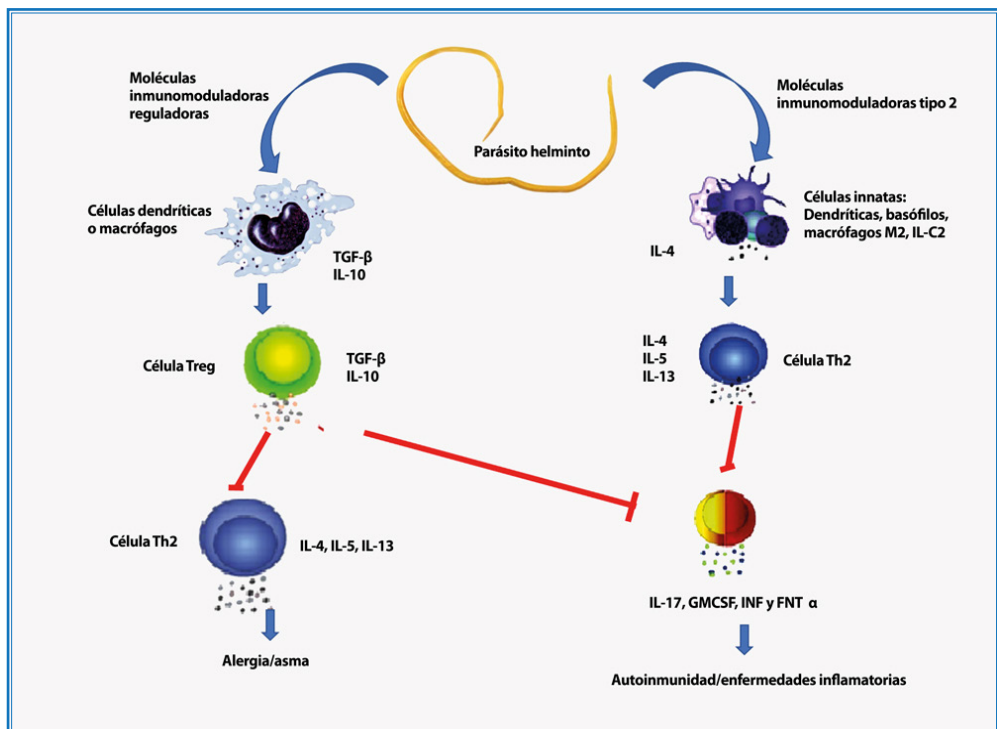 Moléculas
inmunomoduladoras
reguladoras
Moléculas
inmunomoduladoras tipo 2
Parásito helminto
Células dendríticas
o macrófagos
TGF-β
IL-10
Células innatas:
Dendríticas, basófilos,
macrófagos M2, IL-C2
IL-4
Célula Treg
TGF-β
IL-10
IL-4
IL-5
IL-13
Célula Th2
Célula Th2
IL-4, IL-5, IL-13
IL-17, GMCSF, INF y FNT α
Alergia/asma
Autoinmunidad/enfermedades inflamatorias